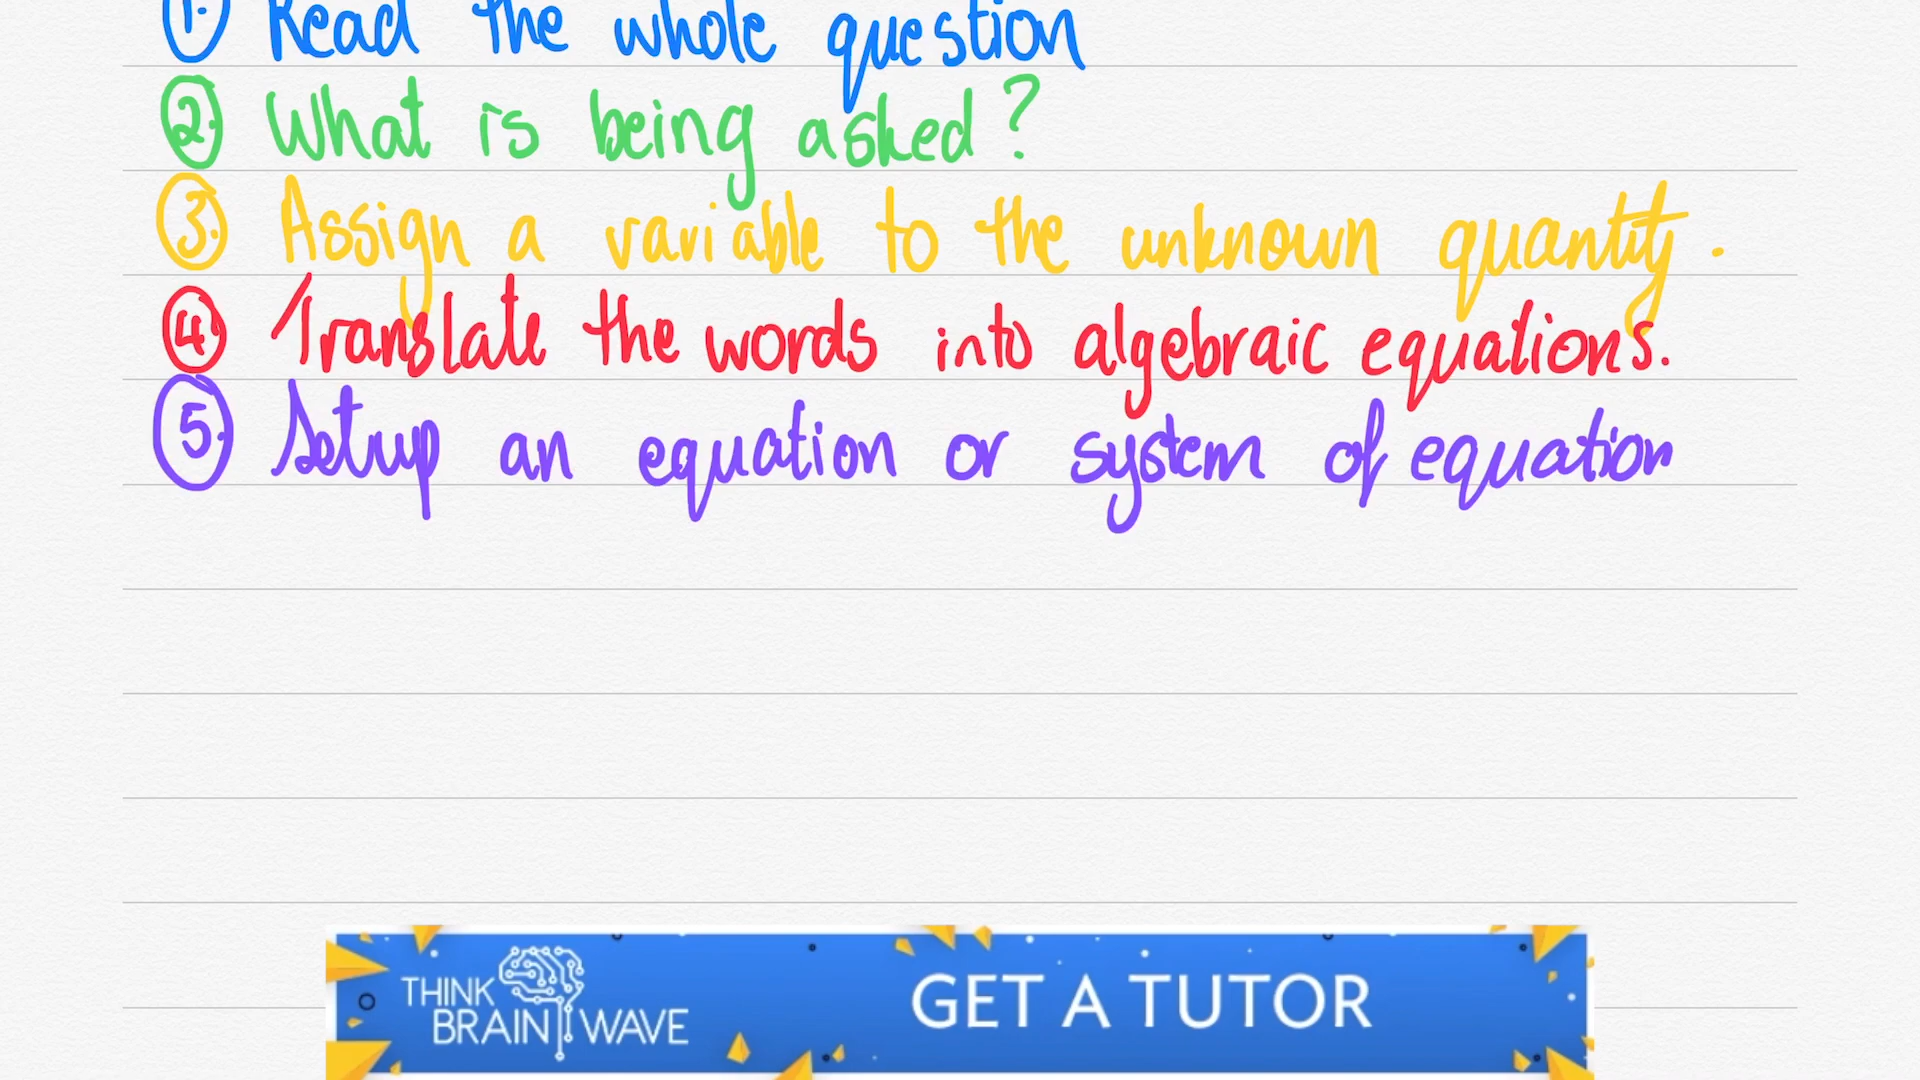 1. Read the whole question
2. What is being asked?
3. Assign a variable to the unknown quantity.
4. Translate the words into algebraic equations.
5. Setup an equation or system of equation
THINK
BRAIN WAVE
GET A TUTOR